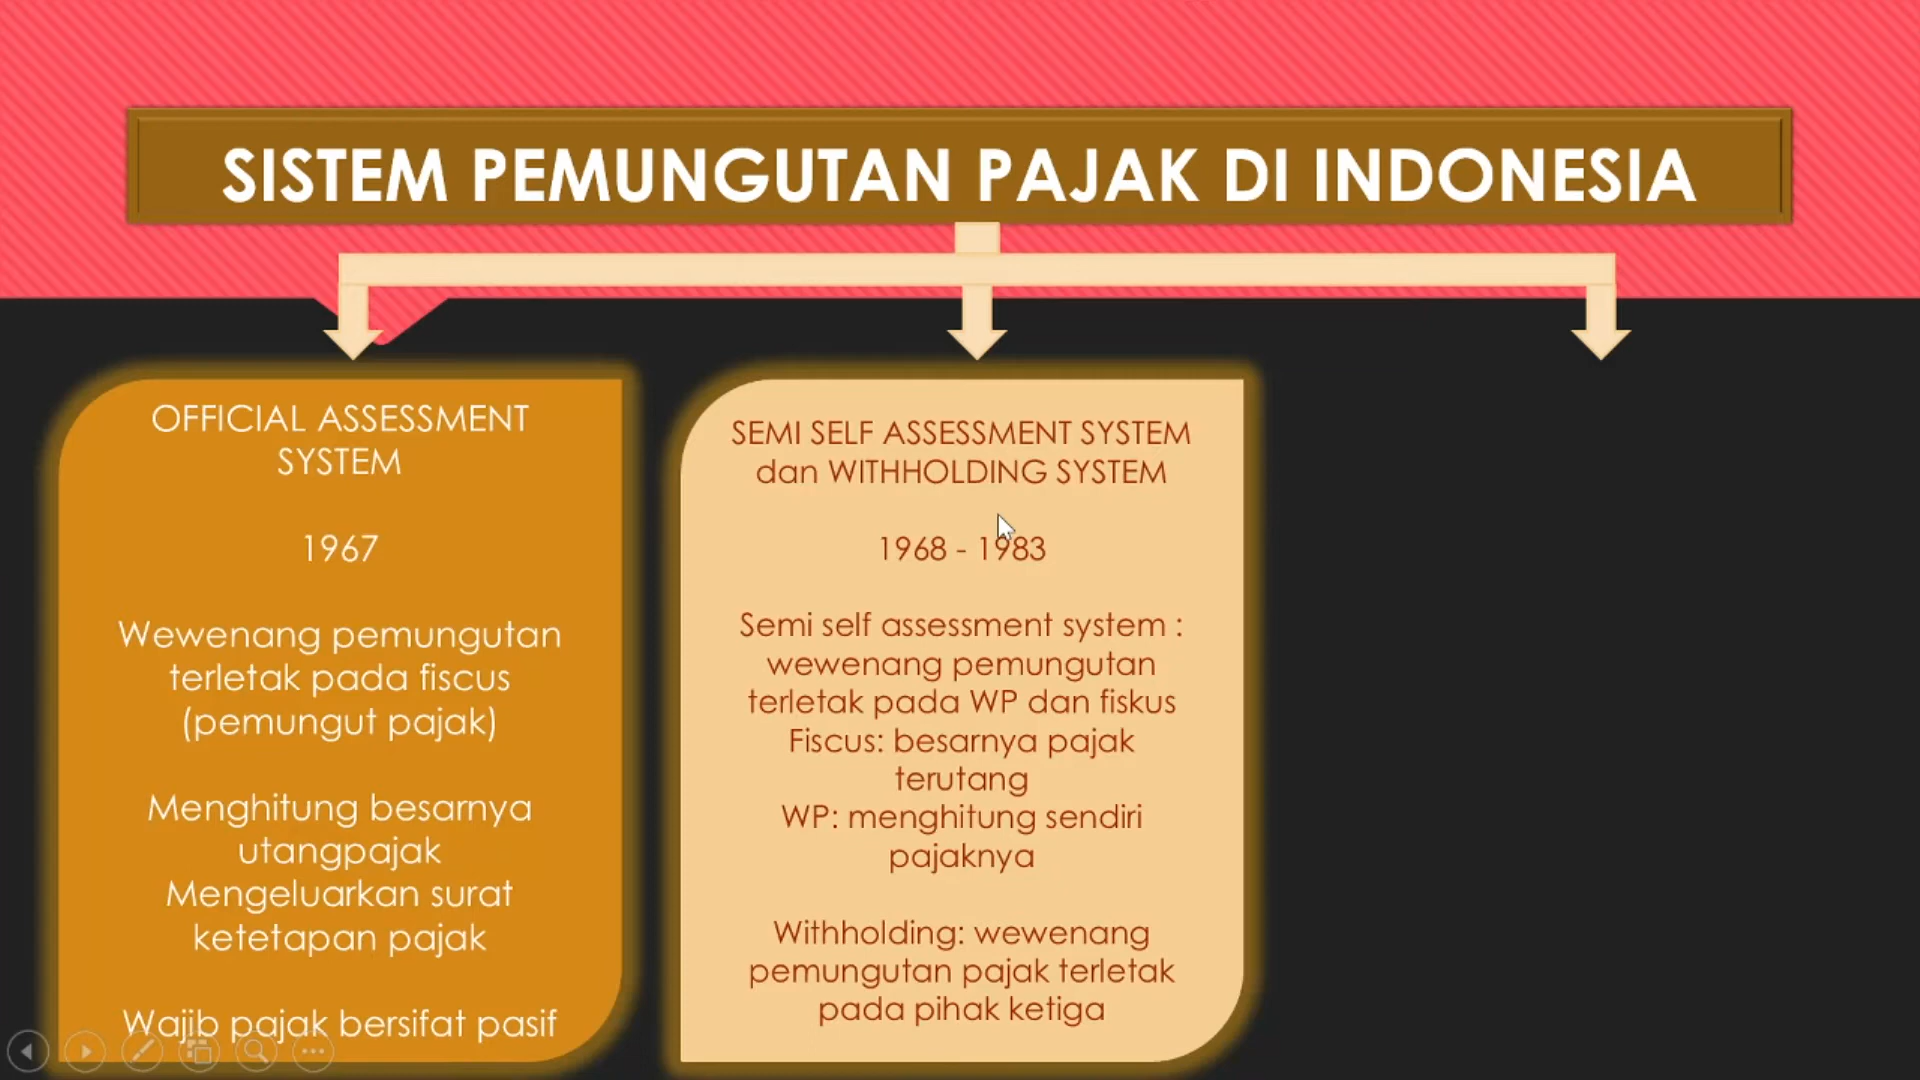 SISTEM PEMUNGUTAN PAJAK DI INDONESIA
OFFICIAL ASSESSMENT
SYSTEM
1967
Wewenang pemungutan
terletak pada fiscus
(pemungut pajak)
Menghitung besarnya
utangpajak
Mengeluarkan surat
ketetapan pajak
Wajib pajak bersifat pasif
SEMI SELF ASSESSMENT SYSTEM
dan WITHHOLDING SYSTEM
1968 - 1983
Semi self assessment system :
wewenang pemungutan
terletak pada WP dan fiskus
Fiscus: besarnya pajak
terutang
WP: menghitung sendiri
pajaknya
Withholding: wewenang
pemungutan pajak terletak
pada pihak ketiga